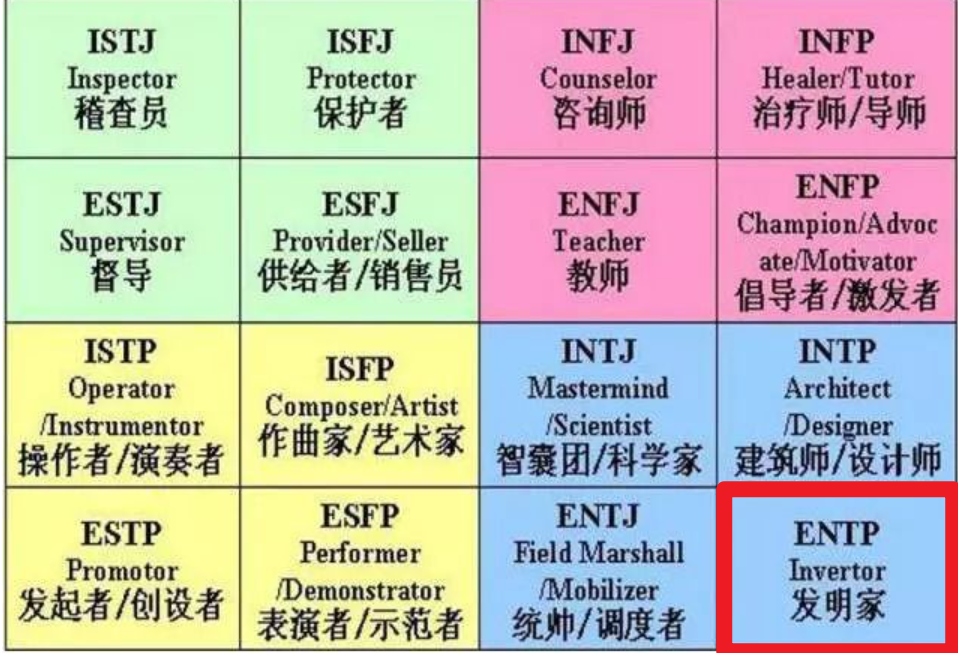 ISTJ
Inspector
稽查员
ISFJ
Protector
保护者
INFJ
Counselor
咨询师
INFP
Healer/Tutor
治疗师/导师
ESTJ
Supervisor
督导
ESFJ
Provider/Seller
供给者/销售员
ENFJ
Teacher
教师
ENFP
Champion/Advoc
ate/Motivator
倡导者/激发者
ISTP
Operator
/Instrumentor
操作者/演奏者
ISFP
Composer/Artist
作曲家/艺术家
INTJ
Mastermind
/Scientist
智囊团/科学家
INTP
Architect
/Designer
建筑师/设计师
ESTP
Promotor
发起者/创设者
ESFP
Performer
/Demonstrator
表演者/示范者
ENTJ
Field Marshall
/Mobilizer
统帅/调度者
ENTP
Invertor
发明家